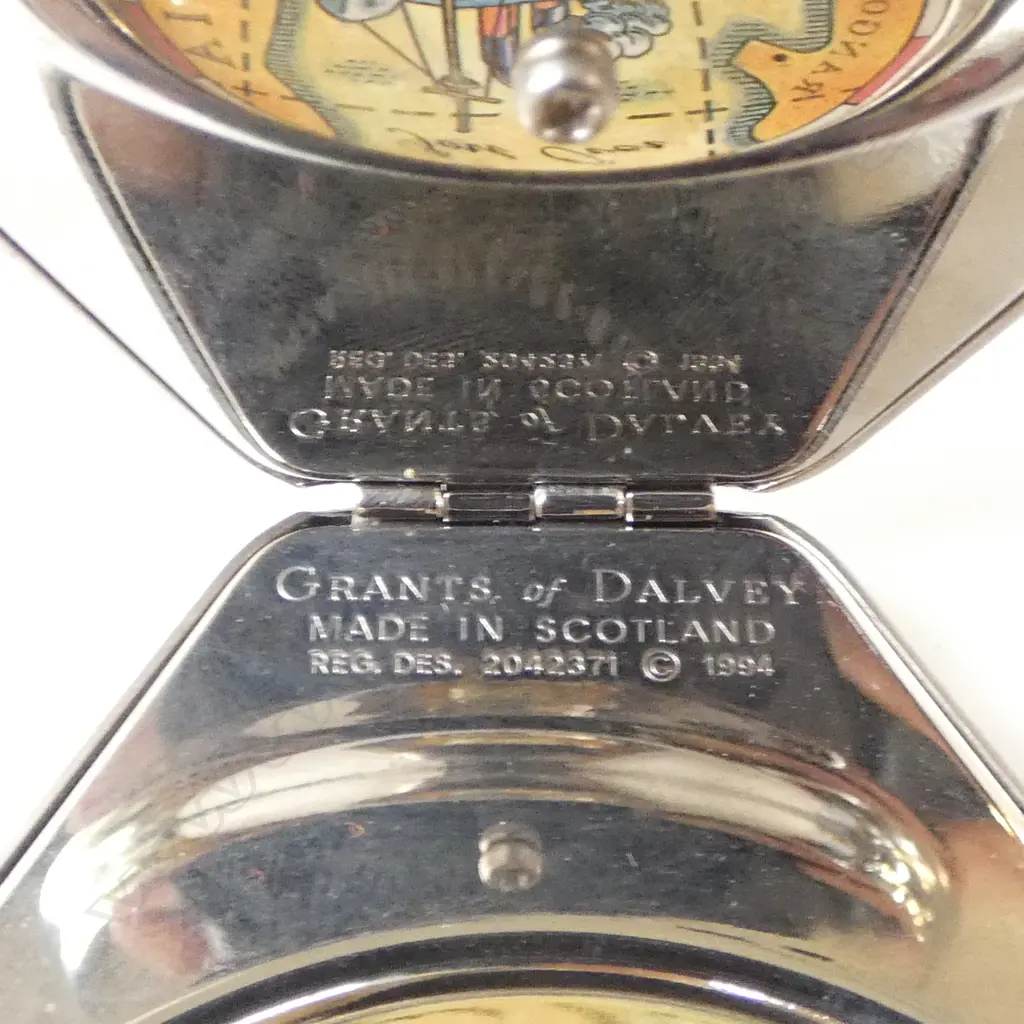 GRANTS of DALVEY
MADE IN SCOTLAND
REG. DES. 2042371 © 1994